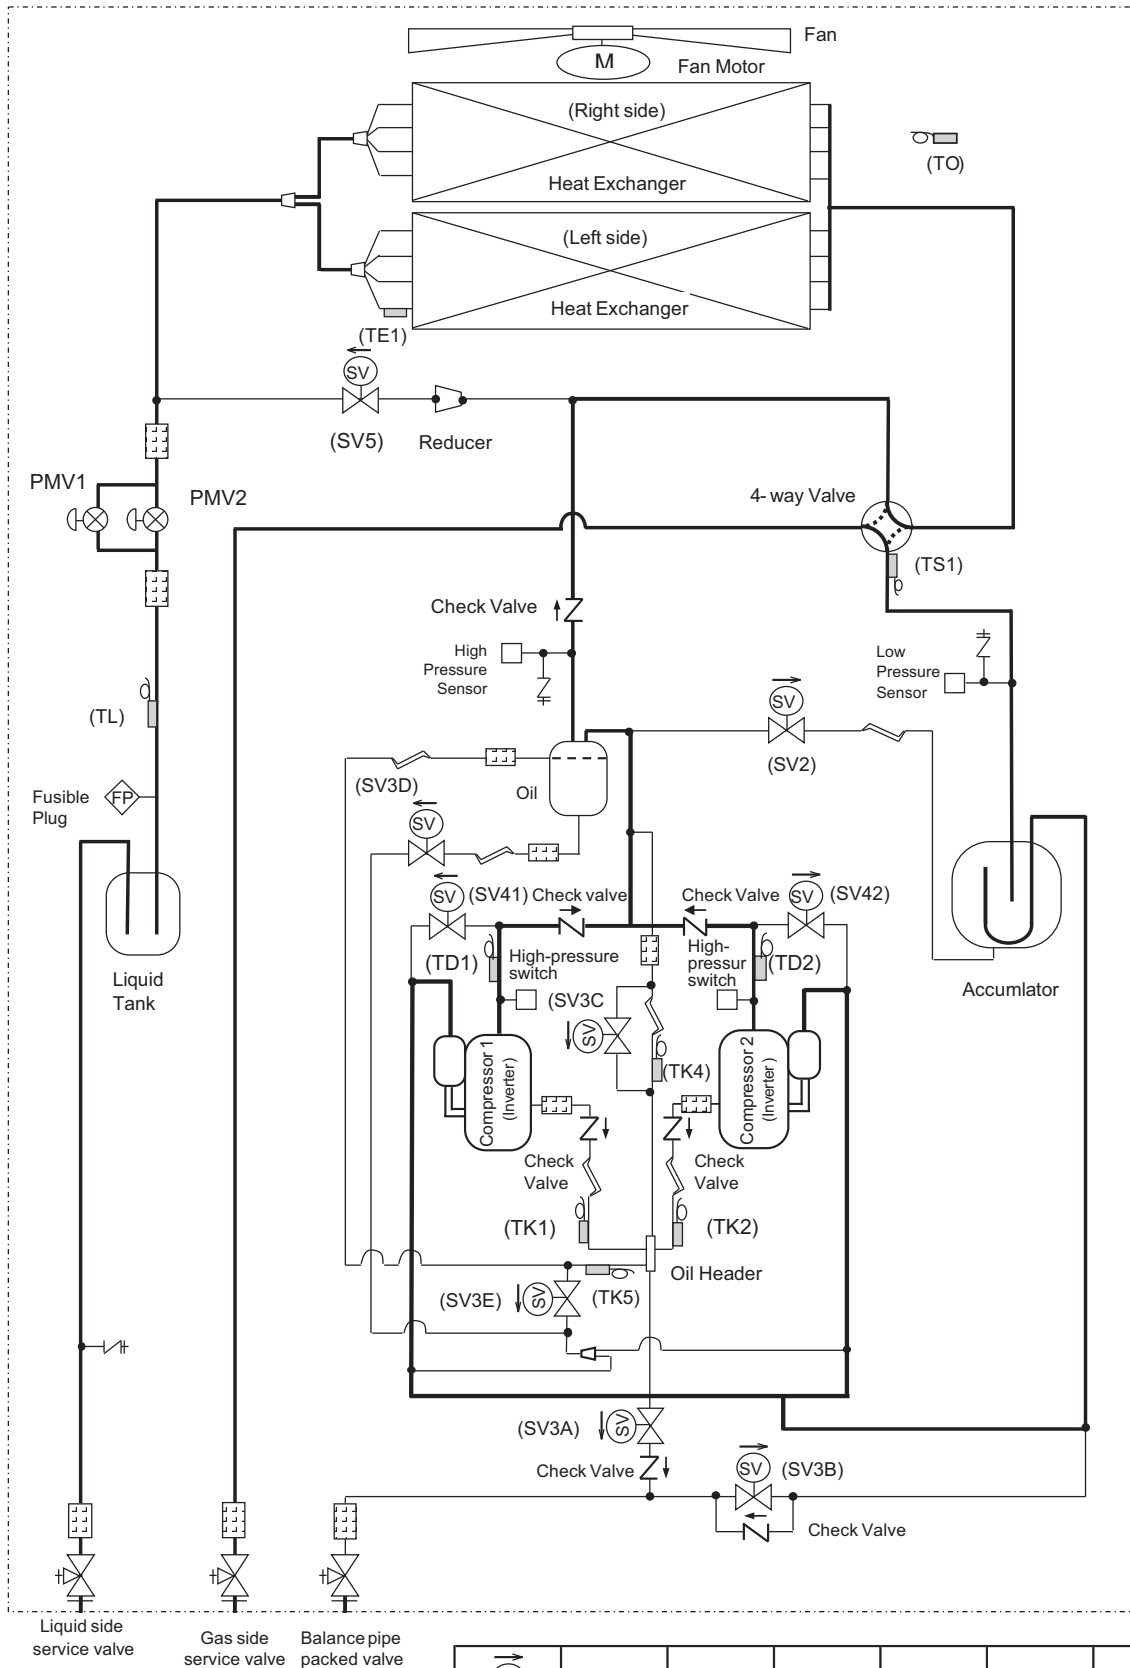 Fan
M
Fan Motor
(Right side)
Heat Exchanger
(TO)
(Left side)
Heat Exchanger
(TE1)
SV
(SV5)
Reducer
PMV1
PMV2
4- way Valve
(TS1)
Check Valve
High
Pressure
Sensor
Low
Pressure
Sensor
(TL)
SV
(SV2)
(SV3D)
Oil
Fusible
Plug
FP
SV
SV
(SV41)
Check valve
Check Valve
SV
(SV42)
(TD1)
High-pressure
switch
High-
pressur
switch
(TD2)
Liquid
Tank
Accumlator
(SV3C
SV
(TK4)
Compressor 1
(Inverter)
Compressor 2
(Inverter)
Check
Valve
Check
Valve
(TK1)
(TK2)
Oil Header
(SV3E)
SV
(TK5)
(SV3A)
SV
Check Valve
SV
(SV3B)
Check Valve
Liquid side
service valve
Gas side
service valve
Balance pipe
packed valve